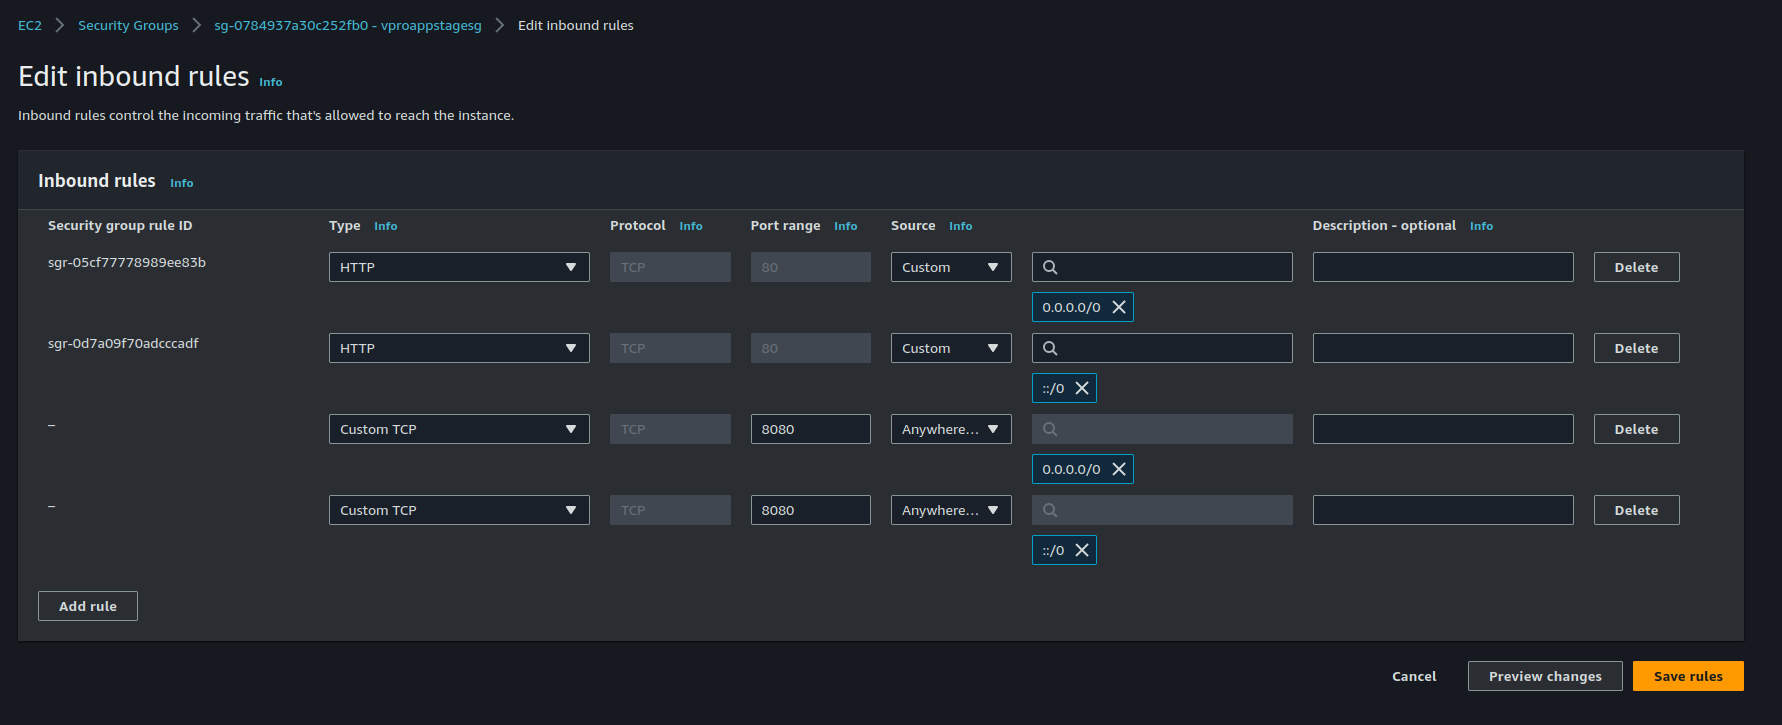 EC2 > Security Groups > sg-0784937a30c252fb0 - vproappstagesg > Edit inbound rules
Edit inbound rules Info
Inbound rules control the incoming traffic that's allowed to reach the instance.
Inbound rules Info
Security group rule ID Type Info Protocol Info Port range Info Source Info Description - optional Info
sgr-05cf77778989ee83b HTTP TCP 80 Custom Delete
0.0.0.0/0
sgr-0d7a09f70adcccadf HTTP TCP 80 Custom Delete
::/0
– Custom TCP TCP 8080 Anywhere... Delete
0.0.0.0/0
– Custom TCP TCP 8080 Anywhere... Delete
::/0
Add rule
Cancel Preview changes Save rules